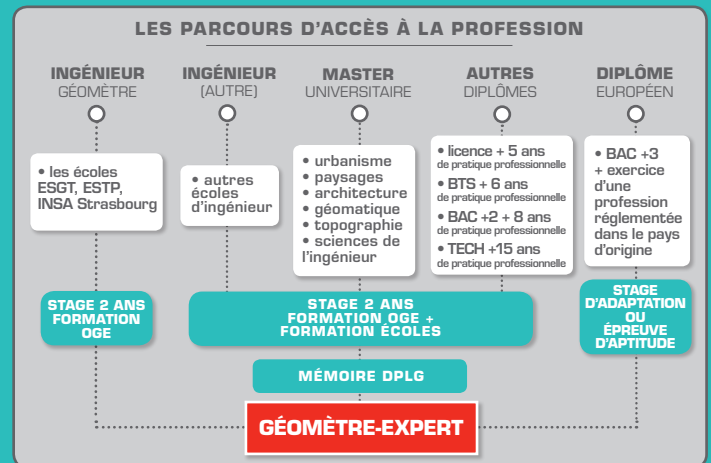 LES PARCOURS D'ACCÈS À LA PROFESSION
INGÉNIEUR
GÉOMÈTRE
INGÉNIEUR
(AUTRE)
MASTER
UNIVERSITAIRE
AUTRES
DIPLÔMES
DIPLÔME
EUROPÉEN
• les écoles
ESGT, ESTP,
INSA Strasbourg
• autres
écoles
d'ingénieur
• urbanisme
• paysages
• architecture
• géomatique
• topographie
• sciences de
l'ingénieur
• licence + 5 ans
de pratique professionnelle
• BTS + 6 ans
de pratique professionnelle
• BAC +2 + 8 ans
de pratique professionnelle
• TECH +15 ans
de pratique professionnelle
• BAC +3
+ exercice
d'une
profession
réglementée
dans le pays
d'origine
STAGE 2 ANS
FORMATION
OGE
STAGE 2 ANS
FORMATION OGE +
FORMATION ÉCOLES
STAGE
D'ADAPTATION
OU
ÉPREUVE
D'APTITUDE
MÉMOIRE DPLG
GÉOMÈTRE-EXPERT